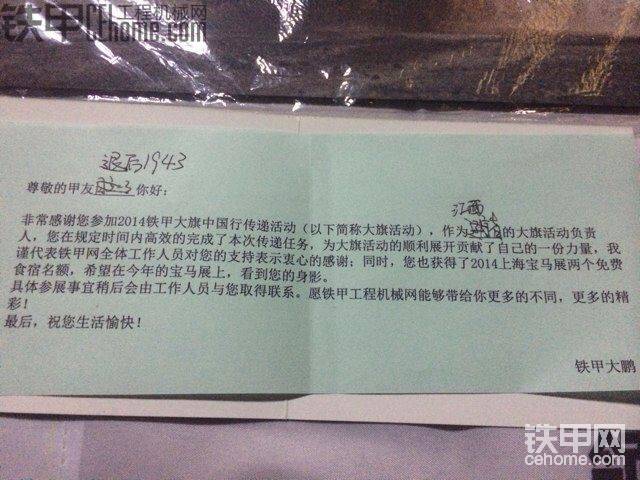 铁甲 工程机械网
cehome.com
退后1943
尊敬的甲友 你好：
江西
非常感谢您参加2014铁甲大旗中国行传递活动（以下简称大旗活动），作为 的大旗活动负责
人，您在规定时间内高效的完成了本次传递任务，为大旗活动的顺利展开贡献了自己的一份力量，我
谨代表铁甲网全体工作人员对您的支持表示衷心的感谢；同时，您也获得了2014上海宝马展两个免费
食宿名额，希望在今年的宝马展上，看到您的身影。
具体参展事宜稍后会由工作人员与您取得联系。愿铁甲工程机械网能够带给你更多的不同，更多的精
彩！
最后，祝您生活愉快！
铁甲大鹏
铁甲网
cehome.com